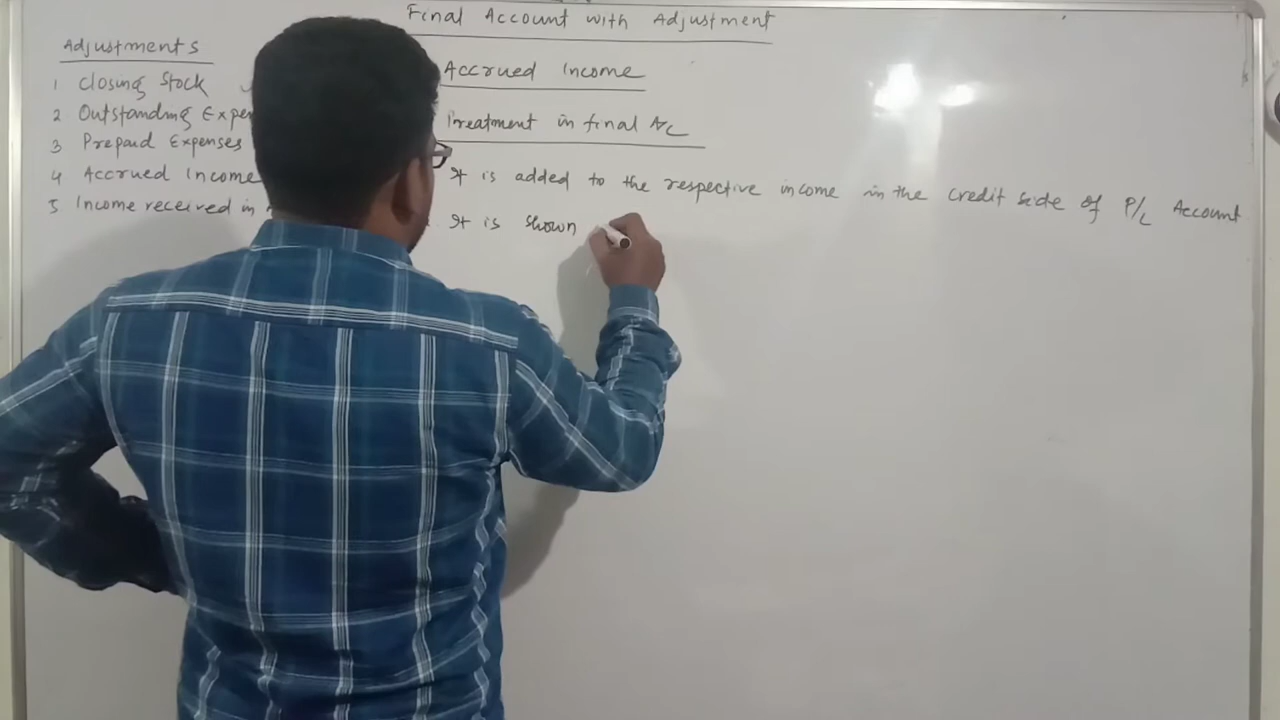 Final Account with Adjustment
Adjustments
1 Closing Stock
2 Outstanding Expen
3 Prepaid Expenses
4 Accrued Income
5 Income received in
Accrued Income
Treatment in final A/C
It is added to the respective income in the credit side of P/L Account
It is shown